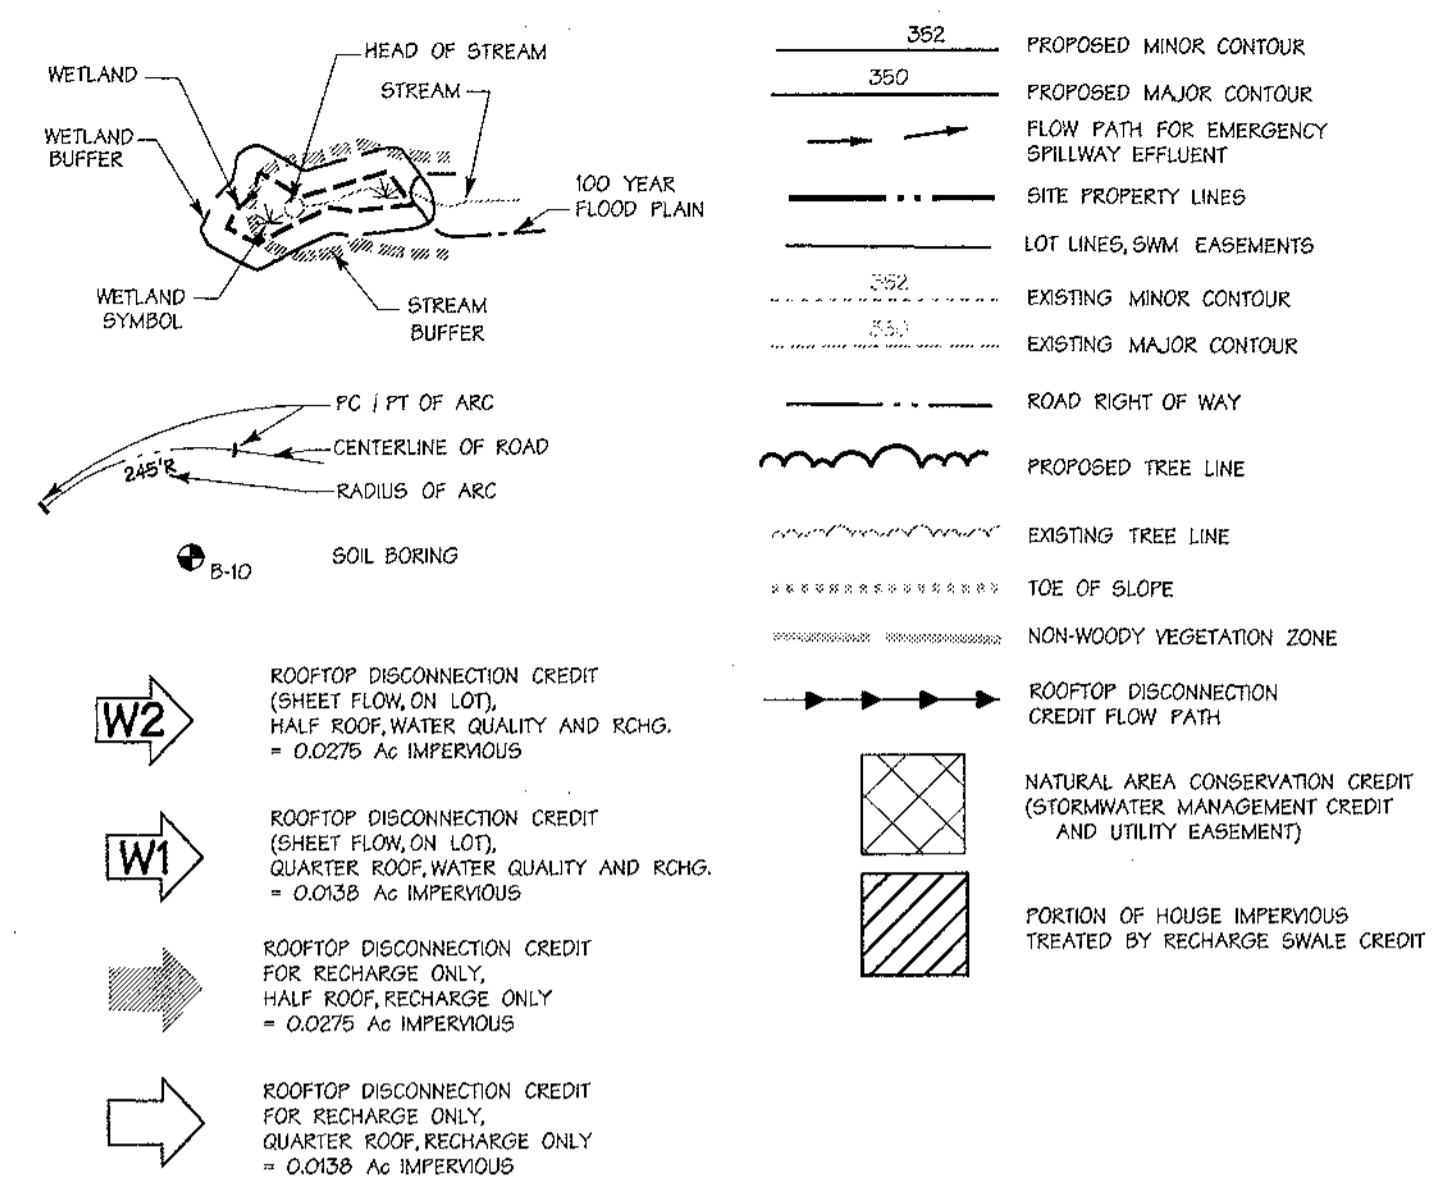 HEAD OF STREAM
WETLAND
STREAM
WETLAND
BUFFER
100 YEAR
FLOOD PLAIN
WETLAND
SYMBOL
STREAM
BUFFER
PC / PT OF ARC
CENTERLINE OF ROAD
245'R
RADIUS OF ARC
B-10
SOIL BORING
W2
ROOFTOP DISCONNECTION CREDIT
(SHEET FLOW, ON LOT),
HALF ROOF, WATER QUALITY AND RCHG.
= 0.0275 Ac IMPERVIOUS
W1
ROOFTOP DISCONNECTION CREDIT
(SHEET FLOW, ON LOT),
QUARTER ROOF, WATER QUALITY AND RCHG.
= 0.0138 Ac IMPERVIOUS
ROOFTOP DISCONNECTION CREDIT
FOR RECHARGE ONLY,
HALF ROOF, RECHARGE ONLY
= 0.0275 Ac IMPERVIOUS
ROOFTOP DISCONNECTION CREDIT
FOR RECHARGE ONLY,
QUARTER ROOF, RECHARGE ONLY
= 0.0138 Ac IMPERVIOUS
352
PROPOSED MINOR CONTOUR
350
PROPOSED MAJOR CONTOUR
FLOW PATH FOR EMERGENCY
SPILLWAY EFFLUENT
SITE PROPERTY LINES
LOT LINES, SWM EASEMENTS
352
EXISTING MINOR CONTOUR
350
EXISTING MAJOR CONTOUR
ROAD RIGHT OF WAY
PROPOSED TREE LINE
EXISTING TREE LINE
TOE OF SLOPE
NON-WOODY VEGETATION ZONE
ROOFTOP DISCONNECTION
CREDIT FLOW PATH
NATURAL AREA CONSERVATION CREDIT
(STORMWATER MANAGEMENT CREDIT
AND UTILITY EASEMENT)
PORTION OF HOUSE IMPERVIOUS
TREATED BY RECHARGE SWALE CREDIT